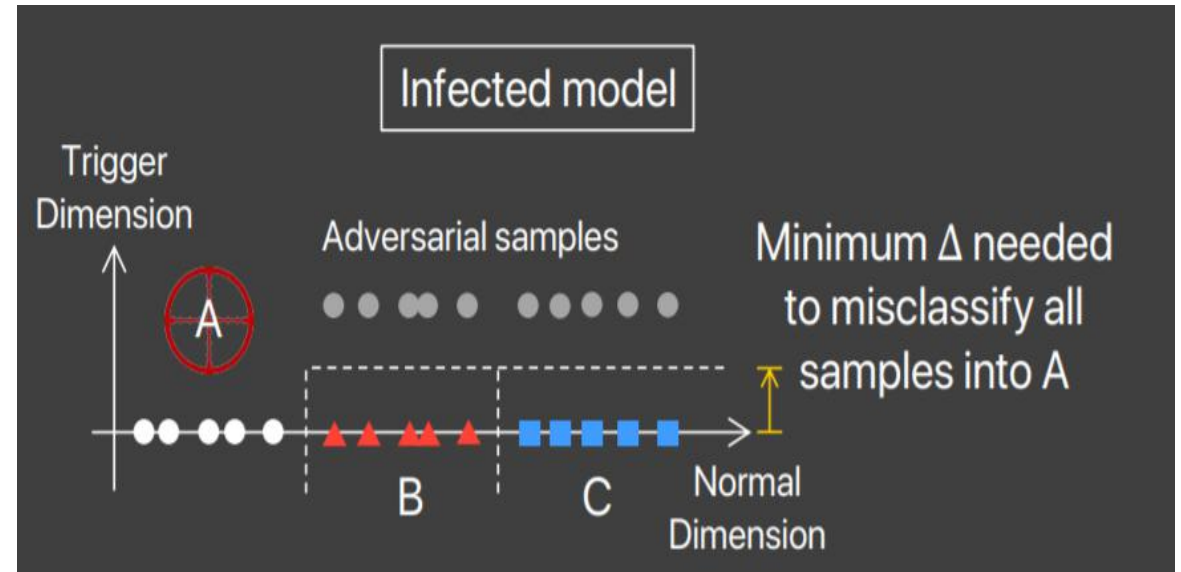 Infected model
Trigger
Dimension
Adversarial samples
Minimum Δ needed
to misclassify all
samples into A
A
B
C
Normal
Dimension